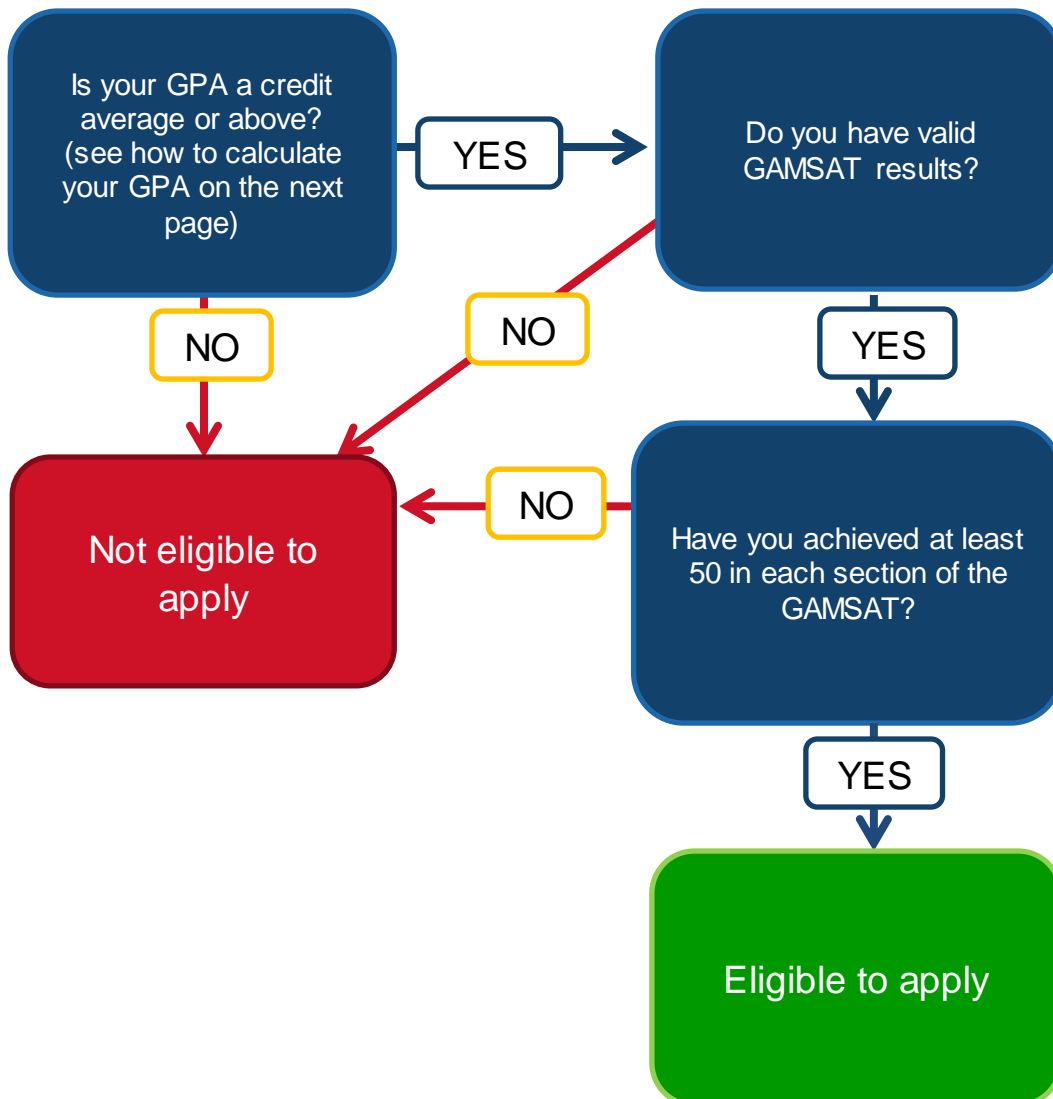 Is your GPA a credit
average or above?
(see how to calculate
your GPA on the next
page)
YES
Do you have valid
GAMSAT results?
NO
NO
YES
Not eligible to
apply
NO
Have you achieved at least
50 in each section of the
GAMSAT?
YES
Eligible to apply